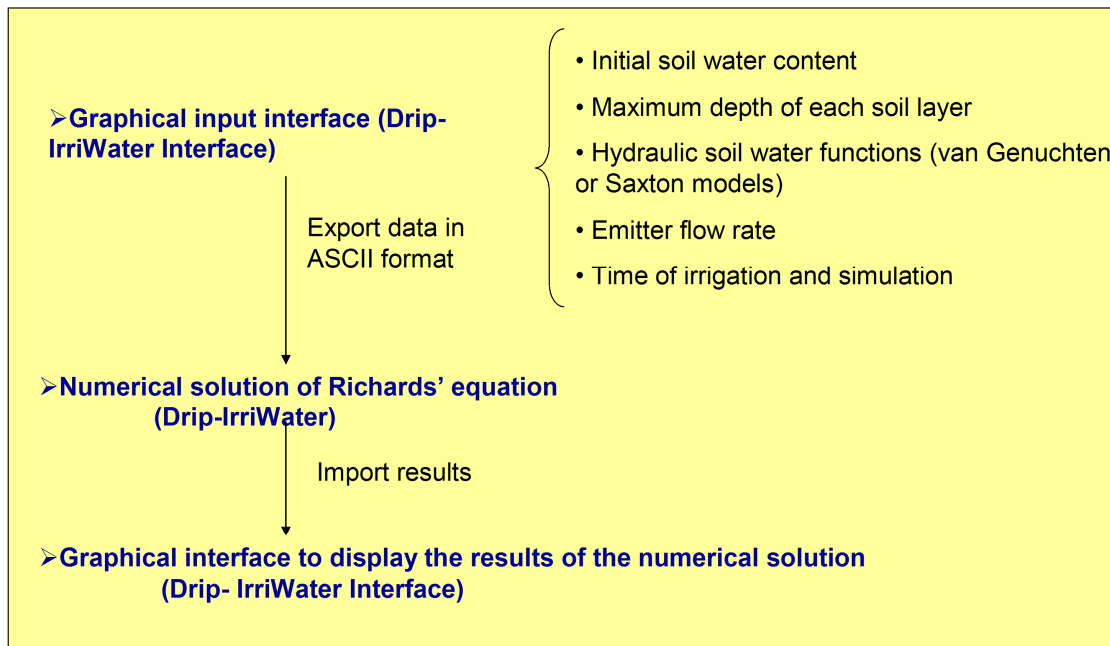 ➢Graphical input interface (Drip-
IrriWater Interface)
• Initial soil water content
• Maximum depth of each soil layer
• Hydraulic soil water functions (van Genuchten
or Saxton models)
• Emitter flow rate
• Time of irrigation and simulation
Export data in
ASCII format
➢Numerical solution of Richards’ equation
(Drip-IrriWater)
Import results
➢Graphical interface to display the results of the numerical solution
(Drip- IrriWater Interface)